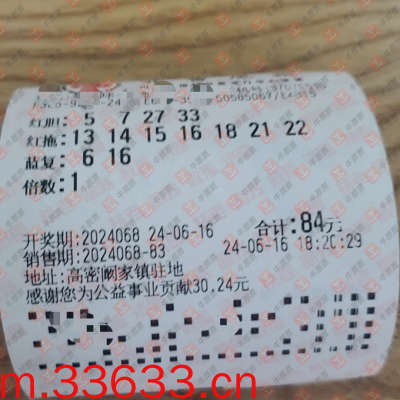 红胆: 5 7 27 33
红拖:13 14 15 16 18 21 22
蓝复: 6 16
倍数:1
开奖期:2024068 24-06-16 合计:84元
销售期:2024068-83 24-06-16 18:20:29
地址:高密阚家镇驻地
感谢您为公益事业贡献30.24元
m.33633.cn